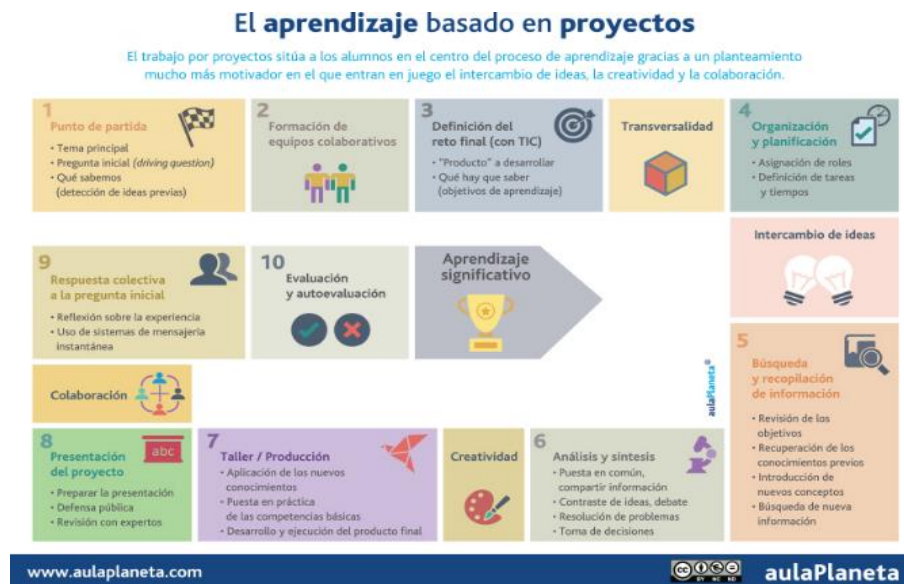 El aprendizaje basado en proyectos
El trabajo por proyectos sitúa a los alumnos en el centro del proceso de aprendizaje gracias a un planteamiento
mucho más motivador en el que entran en juego el intercambio de ideas, la creatividad y la colaboración.
1
Punto de partida
• Tema principal
• Pregunta inicial (driving question)
• Qué sabemos
(detección de ideas previas)
2
Formación de
equipos colaborativos
3
Definición del
reto final (con TIC)
• "Producto" a desarrollar
• Qué hay que saber
(objetivos de aprendizaje)
Transversalidad
4
Organización
y planificación
• Asignación de roles
• Definición de tareas
y tiempos
Intercambio de ideas
5
Búsqueda
y recopilación
de información
• Revisión de los
objetivos
• Recuperación de los
conocimientos previos
• Introducción de
nuevos conceptos
• Búsqueda de nueva
información
6
Análisis y síntesis
• Puesta en común,
compartir información
• Contraste de ideas, debate
• Resolución de problemas
• Toma de decisiones
Creatividad
7
Taller / Producción
• Aplicación de los nuevos
conocimientos
• Puesta en práctica
de las competencias básicas
• Desarrollo y ejecución del producto final
8
abc
Presentación
del proyecto
• Preparar la presentación
• Defensa pública
• Revisión con expertos
Colaboración
9
Respuesta colectiva
a la pregunta inicial
• Reflexión sobre la experiencia
• Uso de sistemas de mensajería
instantánea
10
Evaluación
y autoevaluación
Aprendizaje
significativo
aulaPlaneta
www.aulaplaneta.com
CC BY NC ND
aulaPlaneta